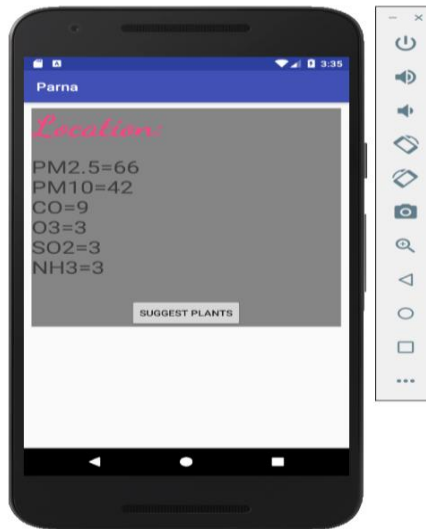 3:35
Parna
Location:
PM2.5=66
PM10=42
CO=9
O3=3
SO2=3
NH3=3
SUGGEST PLANTS